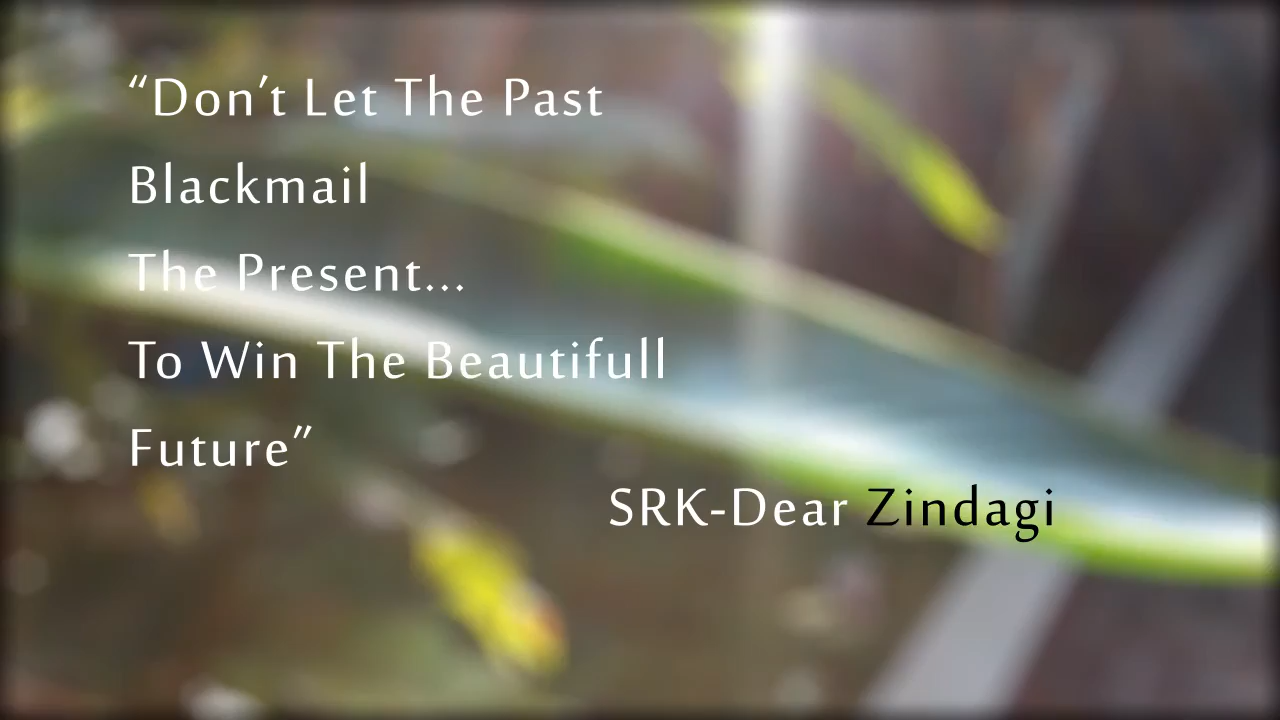 “Don’t Let The Past
Blackmail
The Present...
To Win The Beautifull
Future”
SRK-Dear Zindagi